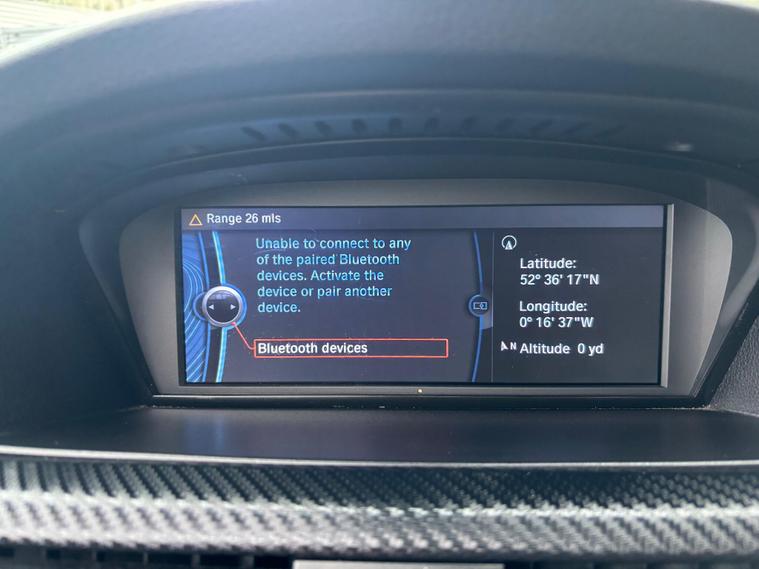 Range 26 mls
Unable to connect to any
of the paired Bluetooth
devices. Activate the
device or pair another
device.
Bluetooth devices
Latitude:
52° 36' 17"N
Longitude:
0° 16' 37"W
N Altitude 0 yd